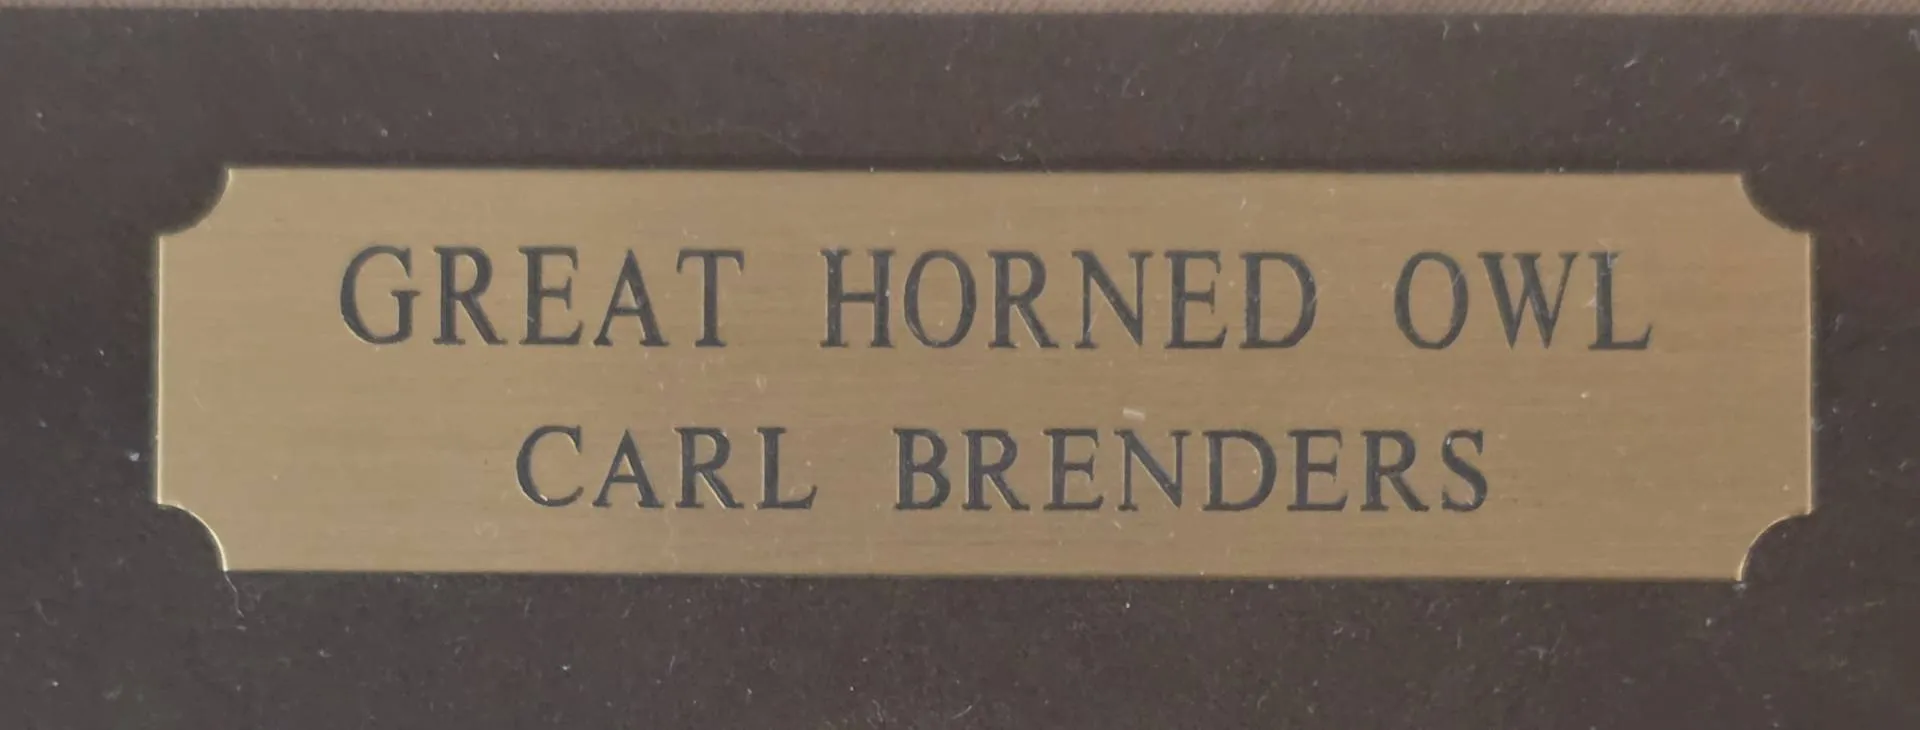 GREAT HORNED OWL
CARL BRENDERS